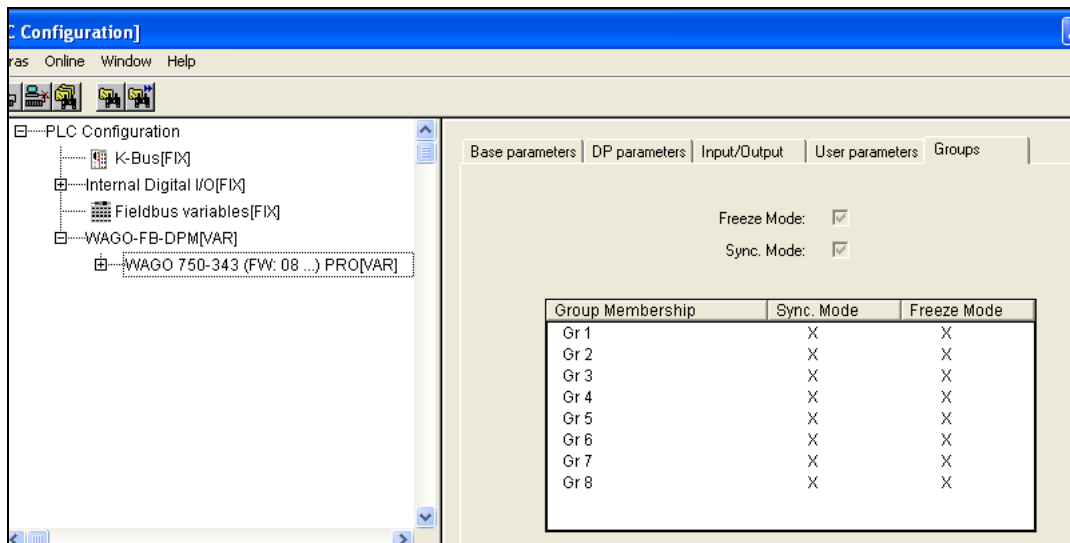 C Configuration]
ras Online Window Help
PLC Configuration
K-Bus[FIX]
Internal Digital I/O[FIX]
Fieldbus variables[FIX]
WAGO-FB-DPM[VAR]
WAGO 750-343 (FW: 08 ...) PRO[VAR]
Base parameters DP parameters Input/Output User parameters Groups
Freeze Mode:
Sync. Mode:
Group Membership Sync. Mode Freeze Mode
Gr 1 X X
Gr 2 X X
Gr 3 X X
Gr 4 X X
Gr 5 X X
Gr 6 X X
Gr 7 X X
Gr 8 X X